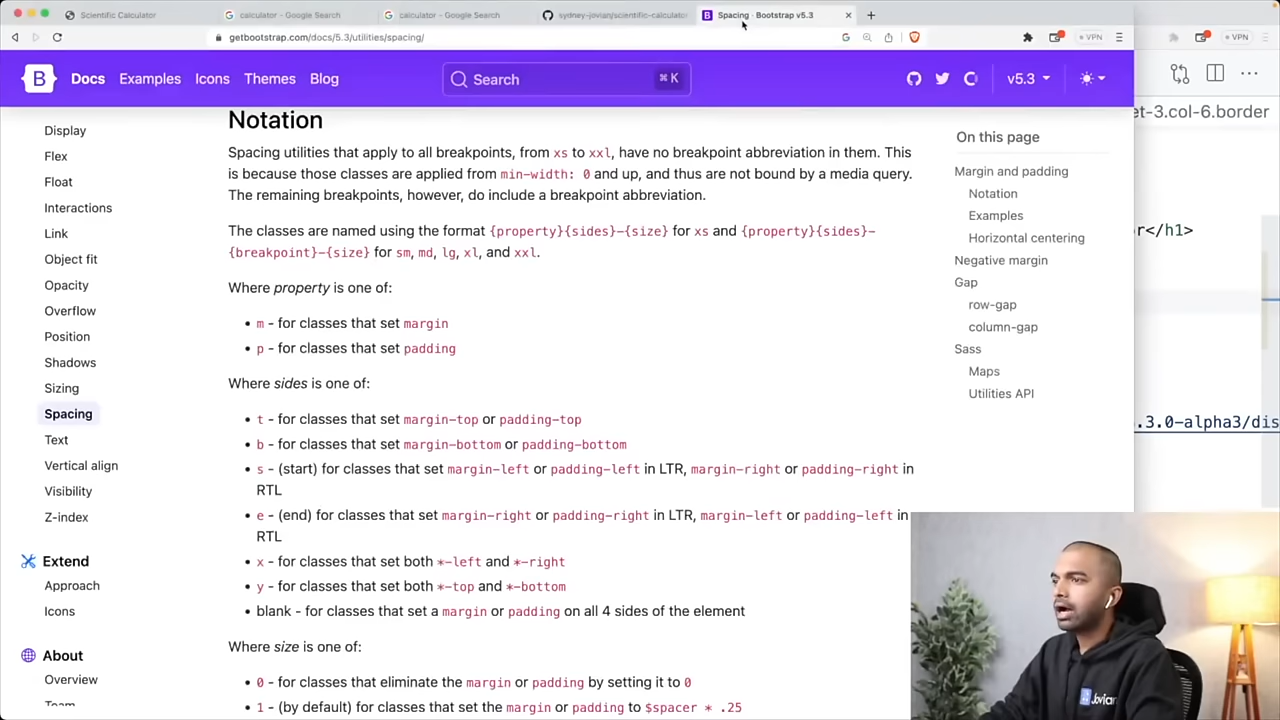 Scientific Calculator
calculator - Google Search
calculator - Google Search
sydney-jovian/scientific-calculator
Spacing · Bootstrap v5.3
getbootstrap.com/docs/5.3/utilities/spacing/
VPN
VPN
B
Docs
Examples
Icons
Themes
Blog
Search
⌘ K
v5.3
et-3.col-6.border
Display
Flex
Float
Interactions
Link
Object fit
Opacity
Overflow
Position
Shadows
Sizing
Spacing
Text
Vertical align
Visibility
Z-index
Extend
Approach
Icons
About
Overview
Team
Notation
Spacing utilities that apply to all breakpoints, from xs to xxl, have no breakpoint abbreviation in them. This
is because those classes are applied from min-width: 0 and up, and thus are not bound by a media query.
The remaining breakpoints, however, do include a breakpoint abbreviation.
The classes are named using the format {property}{sides}-{size} for xs and {property}{sides}-
{breakpoint}-{size} for sm, md, lg, xl, and xxl.
Where property is one of:
• m - for classes that set margin
• p - for classes that set padding
Where sides is one of:
• t - for classes that set margin-top or padding-top
• b - for classes that set margin-bottom or padding-bottom
• s - (start) for classes that set margin-left or padding-left in LTR, margin-right or padding-right in
RTL
• e - (end) for classes that set margin-right or padding-right in LTR, margin-left or padding-left in
RTL
• x - for classes that set both *-left and *-right
• y - for classes that set both *-top and *-bottom
• blank - for classes that set a margin or padding on all 4 sides of the element
Where size is one of:
• 0 - for classes that eliminate the margin or padding by setting it to 0
• 1 - (by default) for classes that set the margin or padding to $spacer * .25
On this page
Margin and padding
Notation
Examples
Horizontal centering
Negative margin
Gap
row-gap
column-gap
Sass
Maps
Utilities API
or</h1>
.3.0-alpha3/dis
Jovian